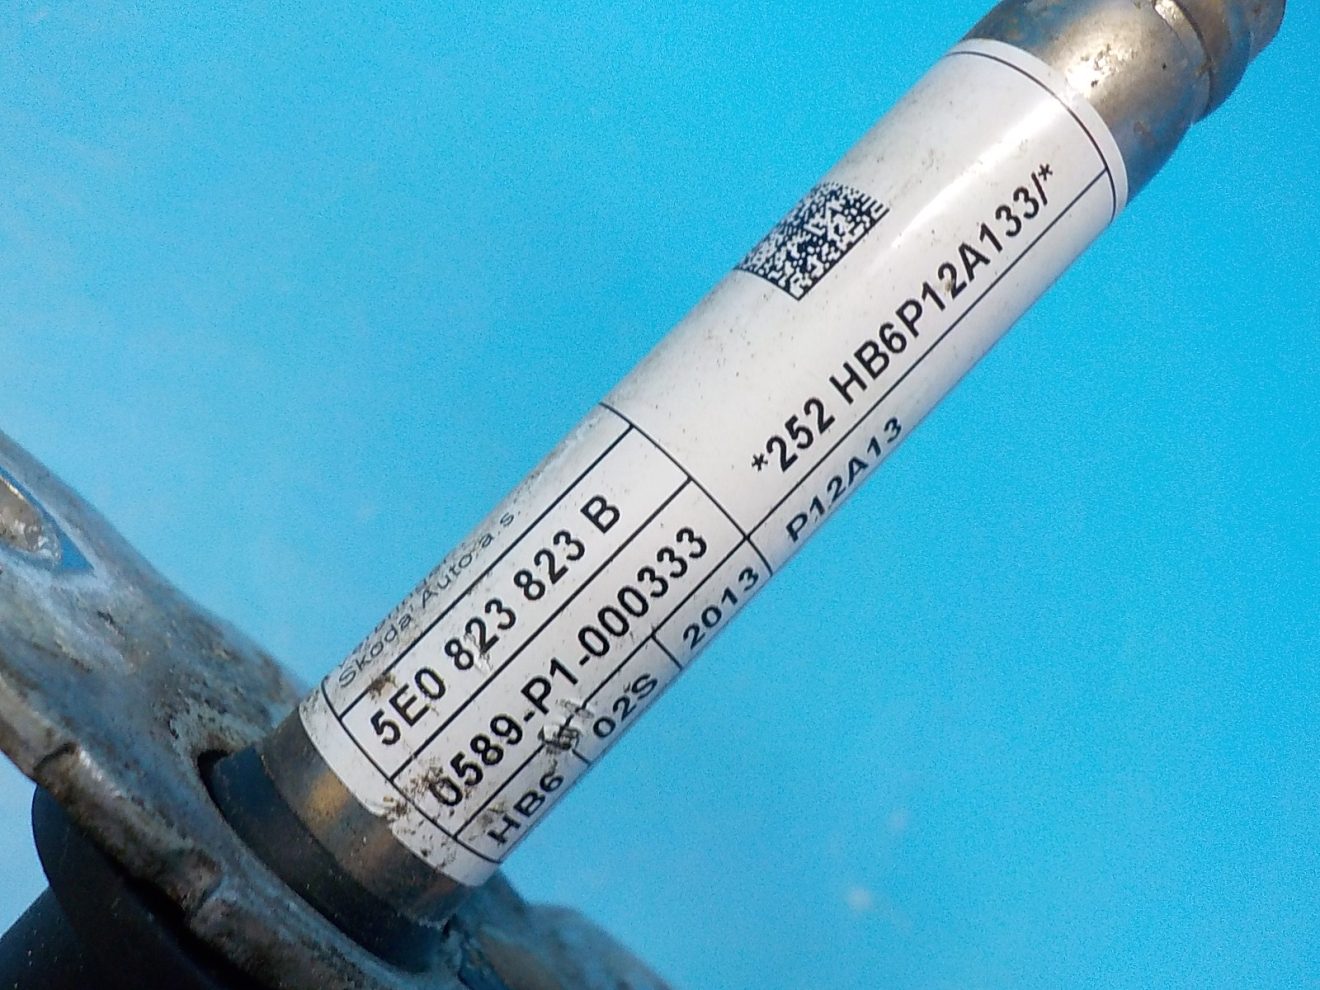 Skoda Auto.a.s.
5E0 823 823 B
0589-P1-000333
HB6 02S 2013 P12A13
*252 HB6P12A133/*